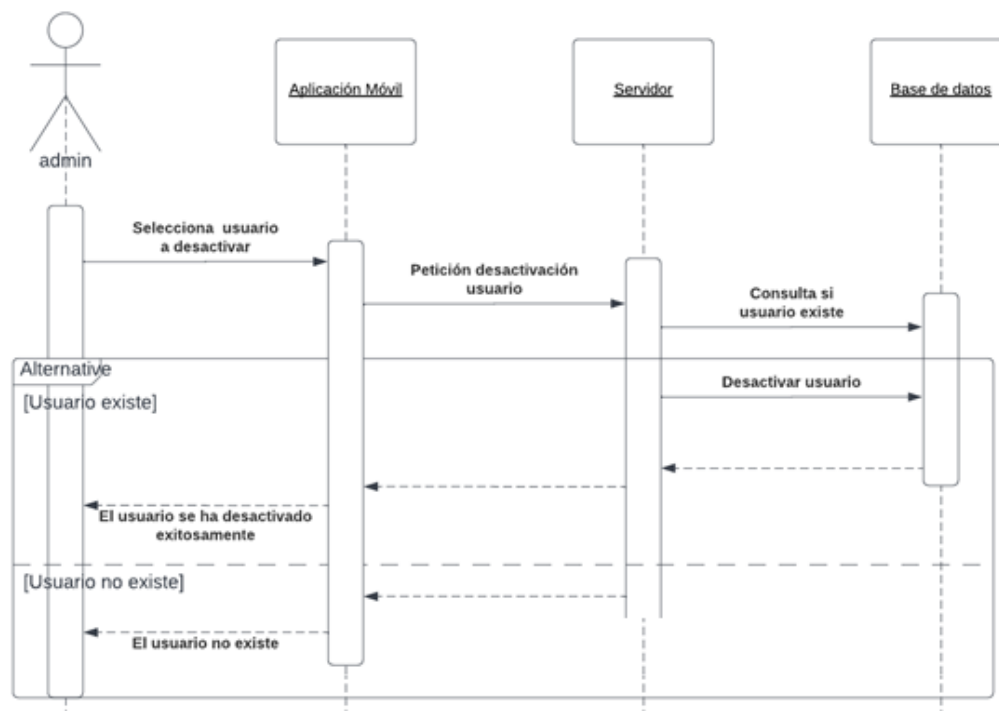 Aplicación Móvil
Servidor
Base de datos
admin
Selecciona usuario
a desactivar
Petición desactivación
usuario
Consulta si
usuario existe
Alternative
[Usuario existe]
Desactivar usuario
El usuario se ha desactivado
exitosamente
[Usuario no existe]
El usuario no existe